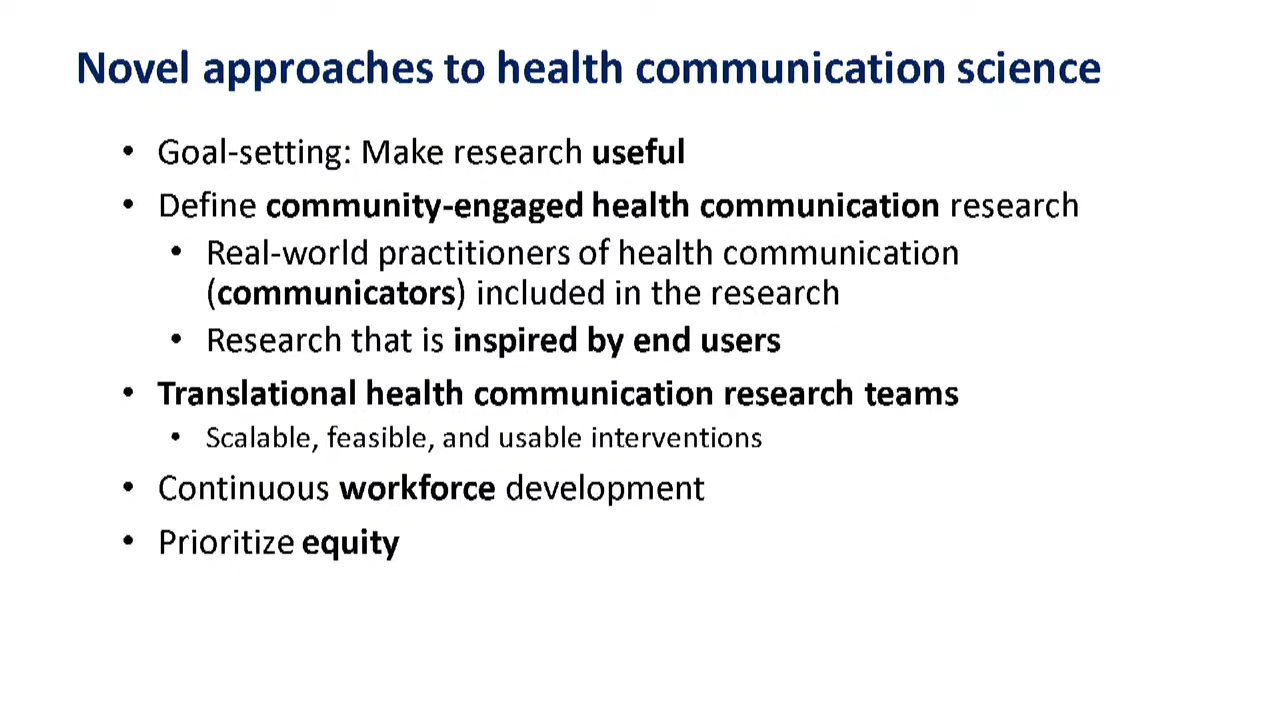 Novel approaches to health communication science
• Goal-setting: Make research useful
• Define community-engaged health communication research
• Real-world practitioners of health communication
(communicators) included in the research
• Research that is inspired by end users
• Translational health communication research teams
• Scalable, feasible, and usable interventions
• Continuous workforce development
• Prioritize equity